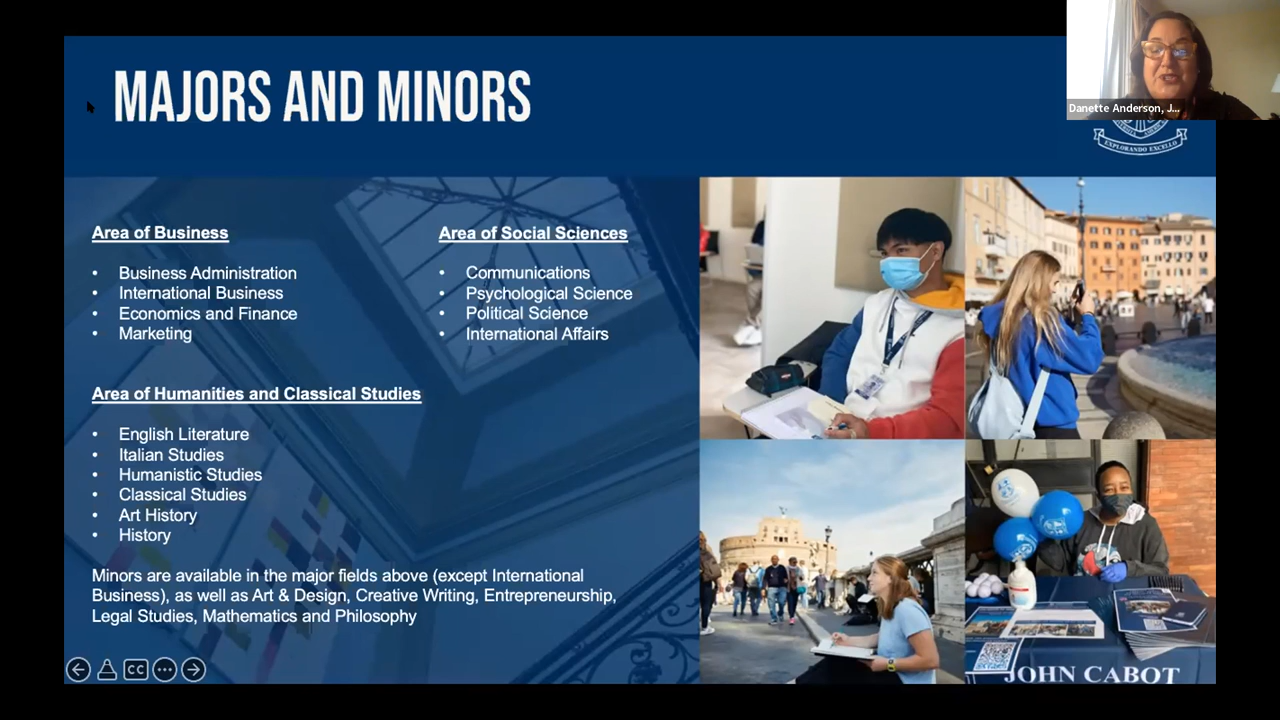 MAJORS AND MINORS
Danette Anderson, J...
EXPLORANDO EXCELLO
Area of Business
• Business Administration
• International Business
• Economics and Finance
• Marketing
Area of Social Sciences
• Communications
• Psychological Science
• Political Science
• International Affairs
Area of Humanities and Classical Studies
• English Literature
• Italian Studies
• Humanistic Studies
• Classical Studies
• Art History
• History
Minors are available in the major fields above (except International
Business), as well as Art & Design, Creative Writing, Entrepreneurship,
Legal Studies, Mathematics and Philosophy
CC
JOHN CABOT